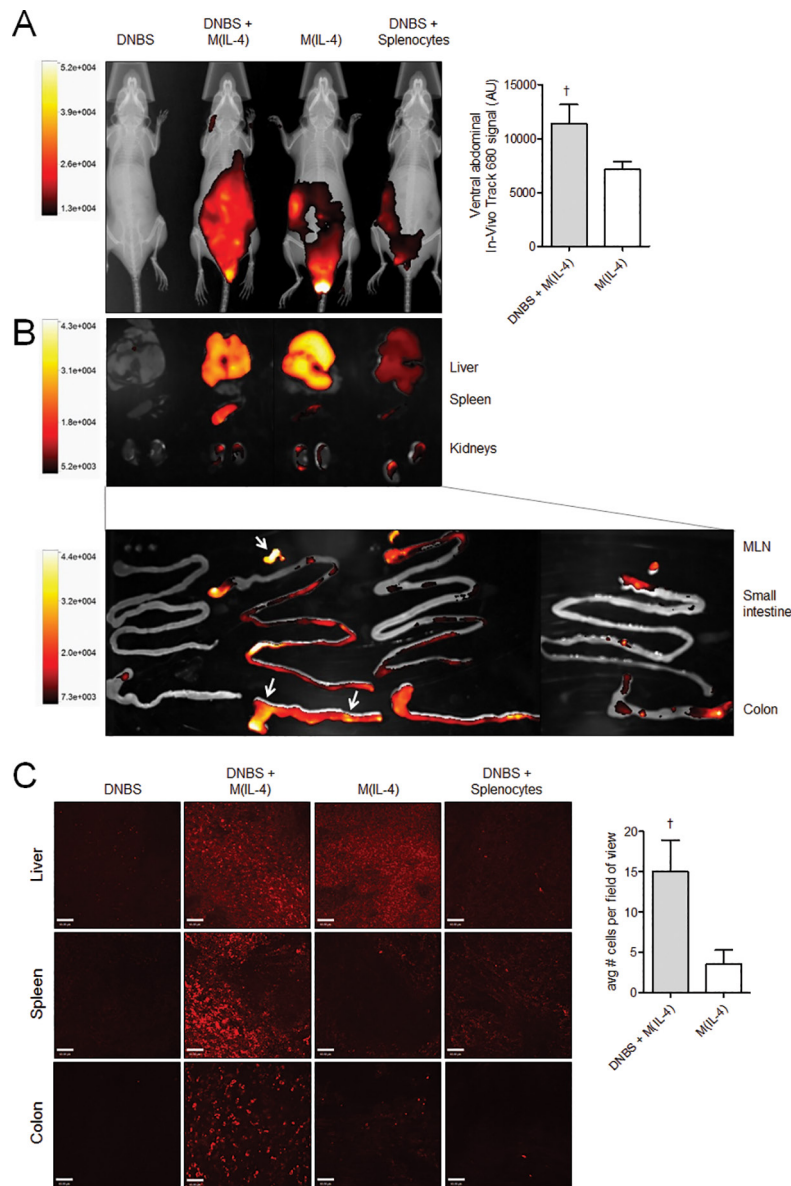 A
DNBS
DNBS +
M(IL-4)
M(IL-4)
DNBS +
Splenocytes
5.2e+004
3.9e+004
2.6e+004
1.3e+004
Ventral abdominal
In-Vivo Track 680 signal (AU)
15000
10000
5000
0
†
DNBS + M(IL-4)
M(IL-4)
B
4.3e+004
3.1e+004
1.8e+004
5.2e+003
Liver
Spleen
Kidneys
4.4e+004
3.2e+004
2.0e+004
7.3e+003
MLN
Small
intestine
Colon
C
DNBS
DNBS +
M(IL-4)
M(IL-4)
DNBS +
Splenocytes
Liver
Spleen
Colon
avg # cells per field of view
20
15
10
5
0
†
DNBS + M(IL-4)
M(IL-4)